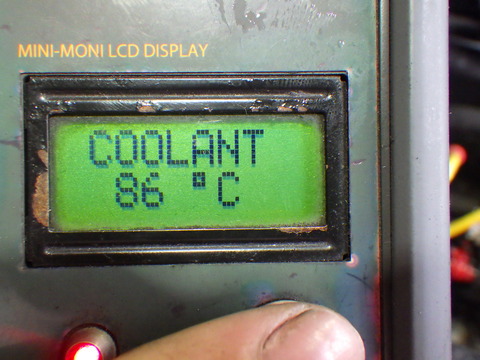 MINI-MONI LCD DISPLAY
COOLANT
86 °C